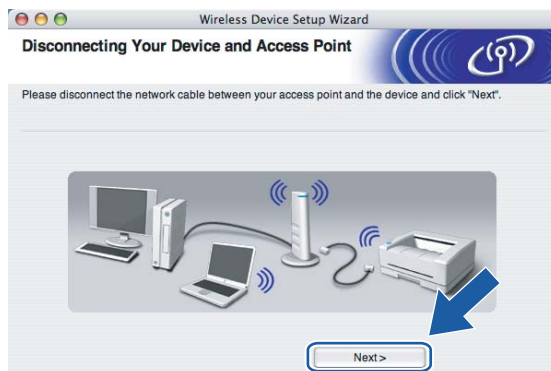 Wireless Device Setup Wizard
Disconnecting Your Device and Access Point
Please disconnect the network cable between your access point and the device and click "Next".
Next >